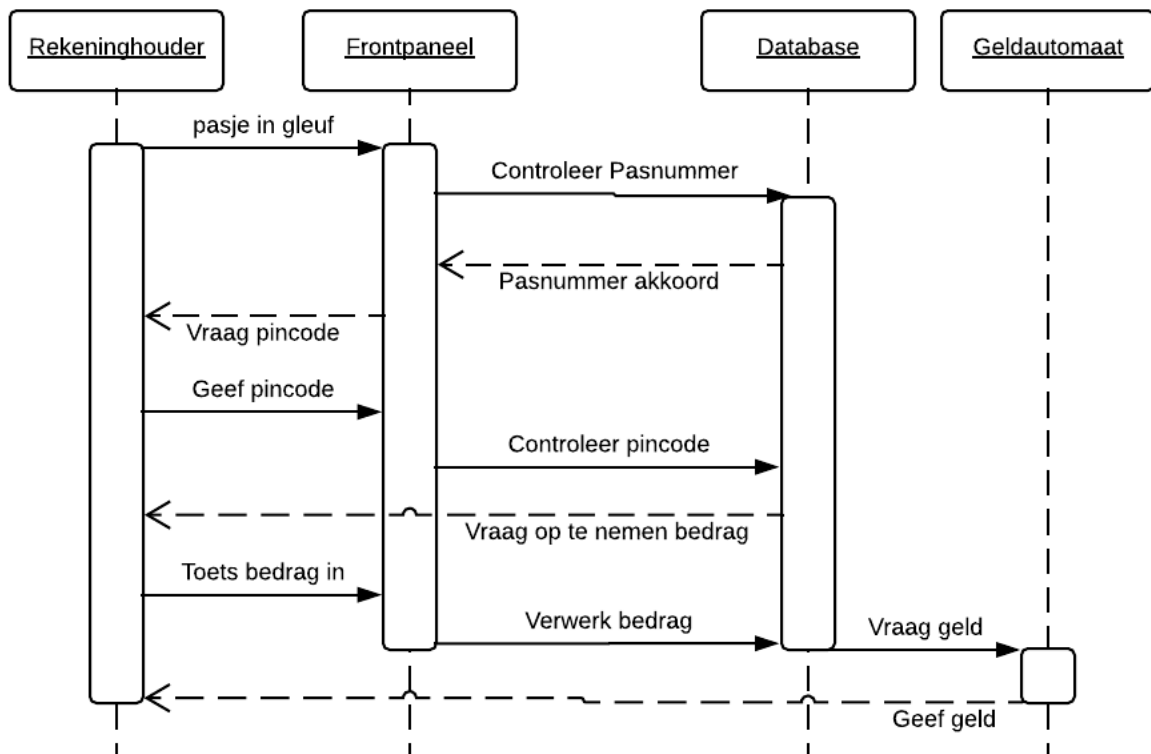 Rekeninghouder
Frontpaneel
Database
Geldautomaat
pasje in gleuf
Controleer Pasnummer
Pasnummer akkoord
Vraag pincode
Geef pincode
Controleer pincode
Vraag op te nemen bedrag
Toets bedrag in
Verwerk bedrag
Vraag geld
Geef geld